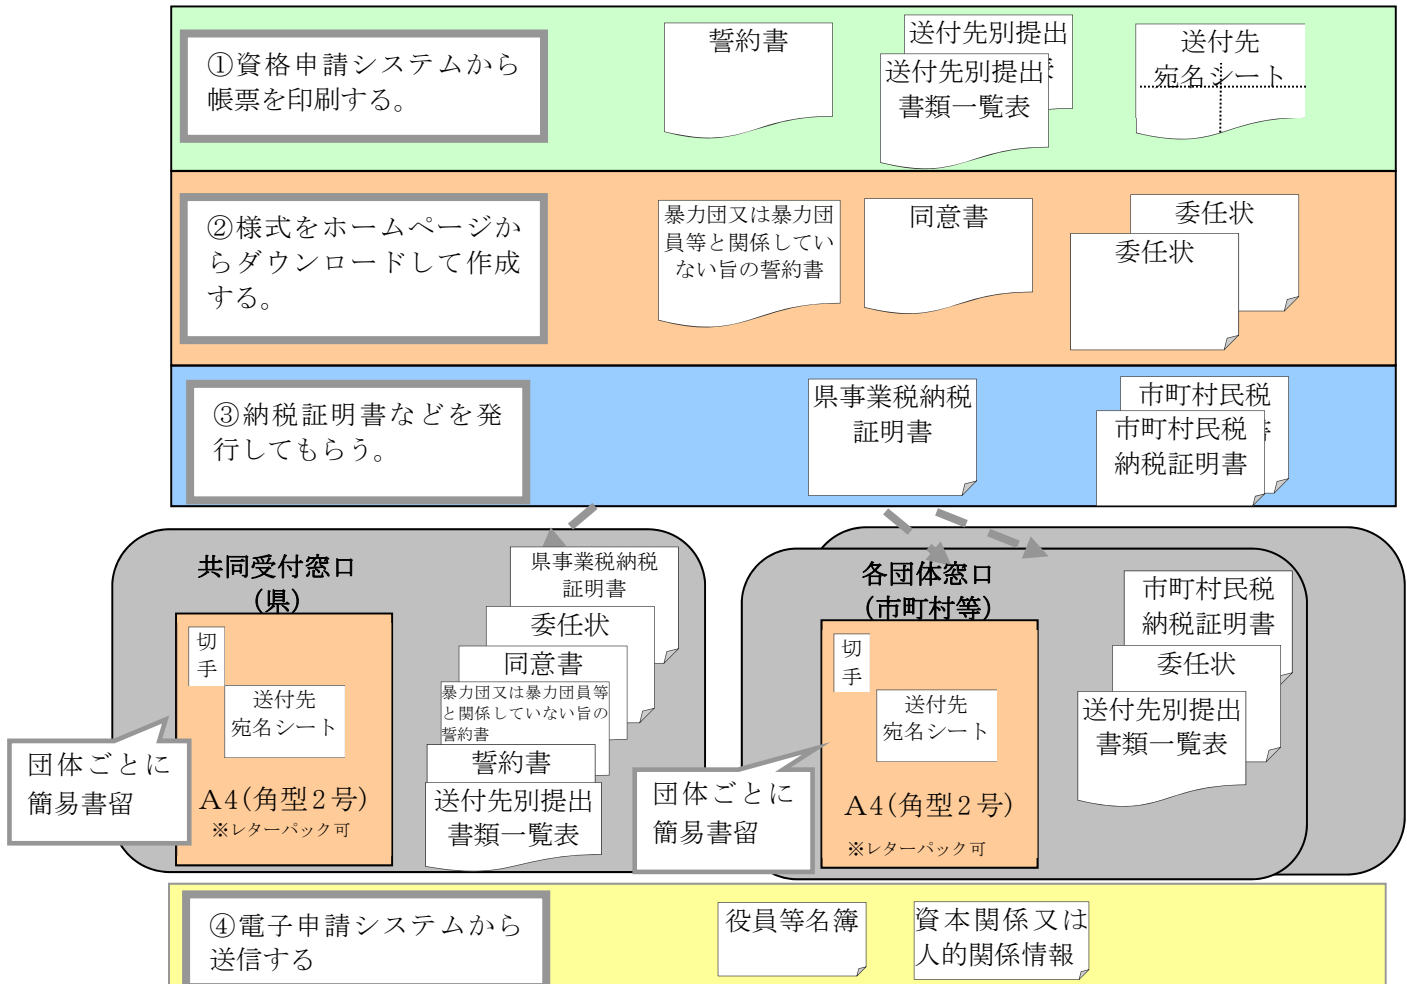 ①資格申請システムから
帳票を印刷する。
誓約書
送付先別提出
送付先別提出
書類一覧表
送付先
宛名シート
②様式をホームページか
らダウンロードして作成
する。
暴力団又は暴力団
員等と関係してい
ない旨の誓約書
同意書
委任状
委任状
③納税証明書などを発
行してもらう。
県事業税納税
証明書
市町村民税
市町村民税
納税証明書
共同受付窓口
(県)
切
手
送付先
宛名シート
A4(角型2号)
※レターパック可
団体ごとに
簡易書留
県事業税納税
証明書
委任状
同意書
暴力団又は暴力団員等
と関係していない旨の
誓約書
誓約書
送付先別提出
書類一覧表
各団体窓口
(市町村等)
切
手
送付先
宛名シート
A4(角型2号)
※レターパック可
団体ごとに
簡易書留
市町村民税
納税証明書
委任状
送付先別提出
書類一覧表
④電子申請システムから
送信する
役員等名簿
資本関係又は
人的関係情報